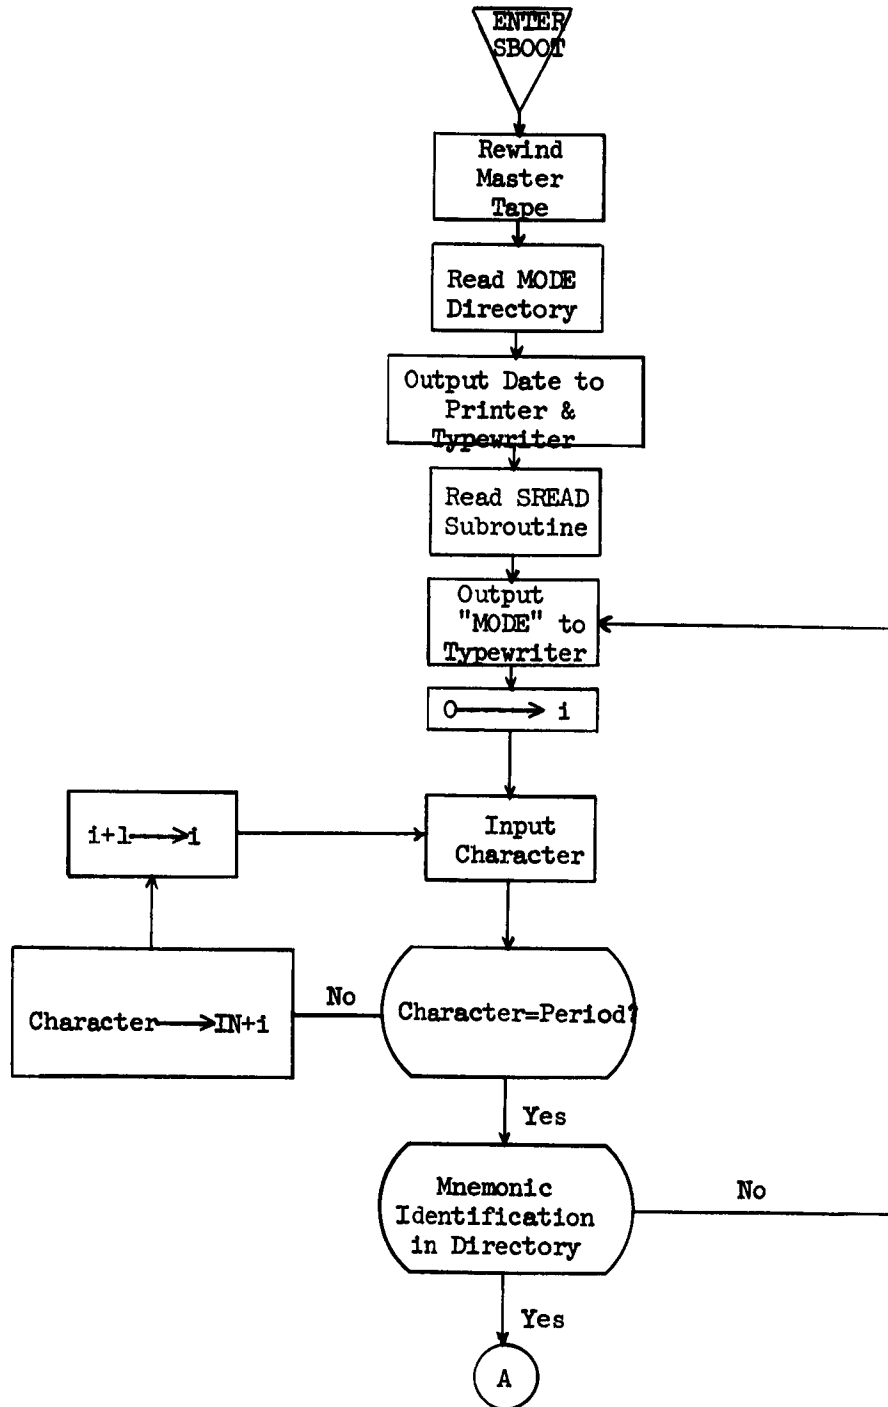 ENTER
SBOOT
Rewind
Master
Tape
Read MODE
Directory
Output Date to
Printer &
Typewriter
Read SREAD
Subroutine
Output
"MODE" to
Typewriter
0⟶ i
i+1⟶i
Input
Character
Character⟶IN+i
No
Character=Period?
Yes
Mnemonic
Identification
in Directory
No
Yes
A